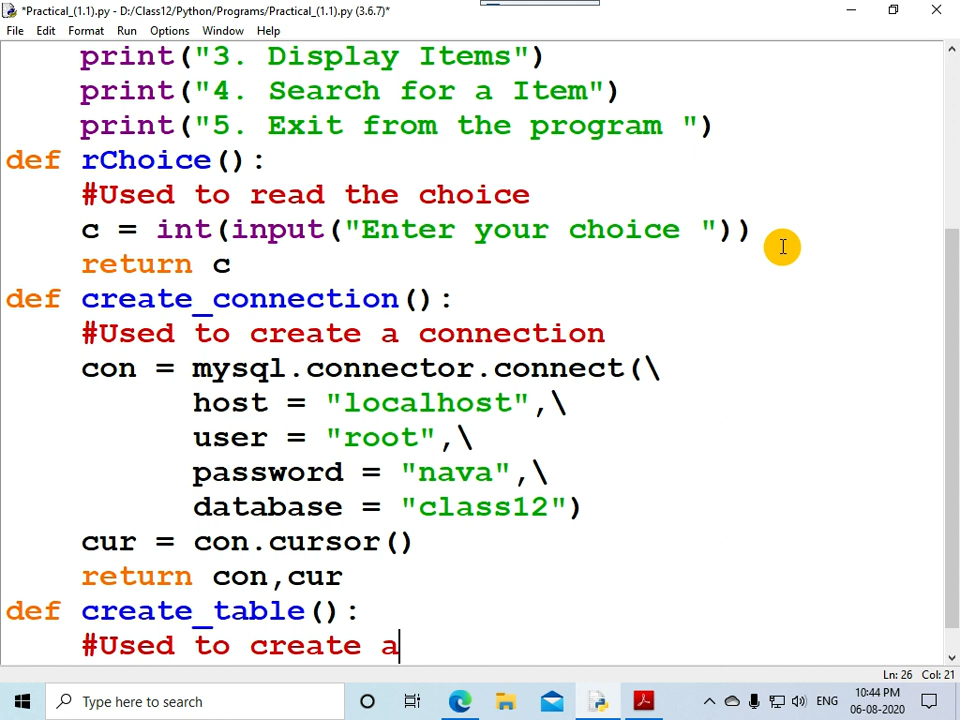 *Practical_(1.1).py - D:/Class12/Python/Programs/Practical_(1.1).py (3.6.7)*
File Edit Format Run Options Window Help
print("3. Display Items")
print("4. Search for a Item")
print("5. Exit from the program ")
def rChoice():
#Used to read the choice
c = int(input("Enter your choice "))
return c
def create_connection():
#Used to create a connection
con = mysql.connector.connect(\
host = "localhost",\
user = "root",\
password = "nava",\
database = "class12")
cur = con.cursor()
return con,cur
def create_table():
#Used to create a
Ln: 26 Col: 21
Type here to search
ENG
10:44 PM
06-08-2020